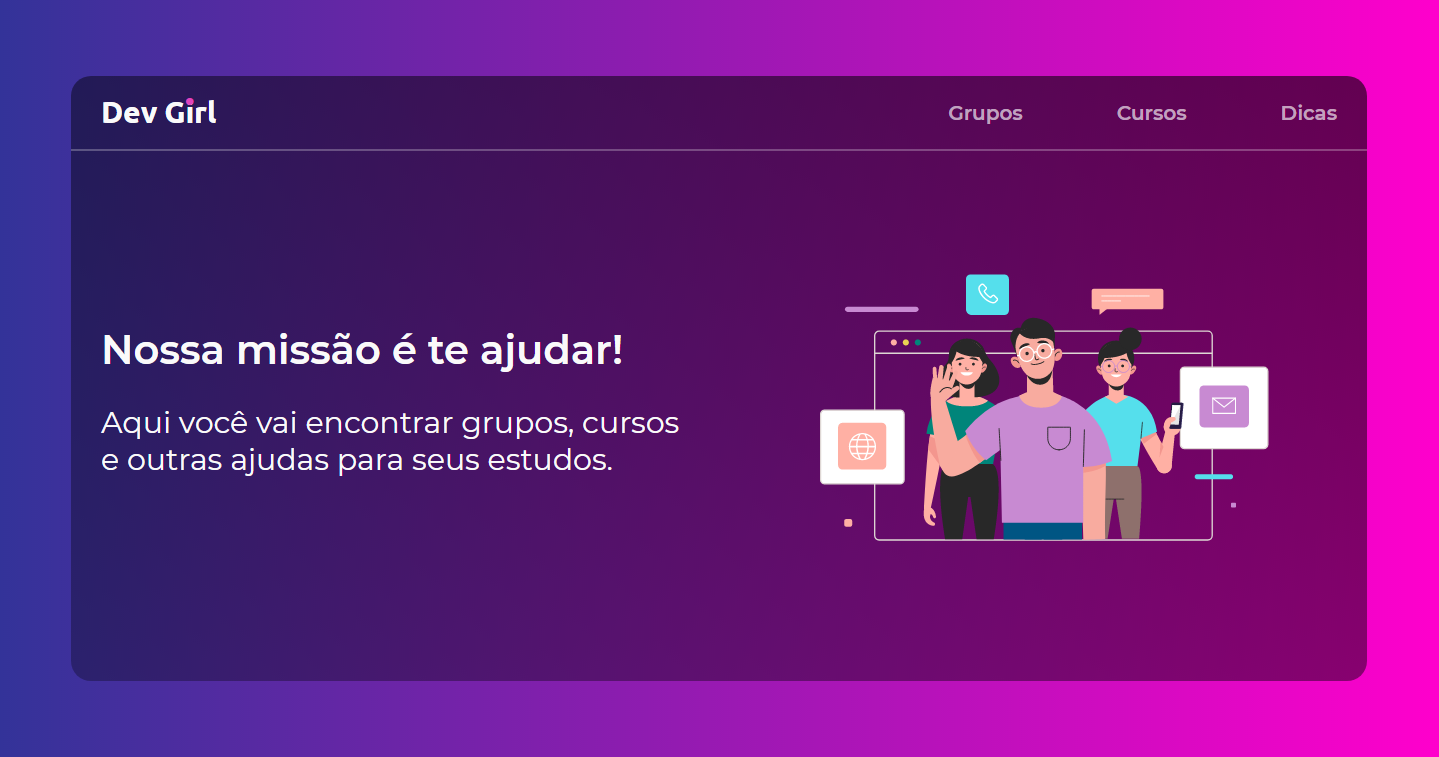 Dev Girl
Grupos
Cursos
Dicas
Nossa missão é te ajudar!
Aqui você vai encontrar grupos, cursos
e outras ajudas para seus estudos.